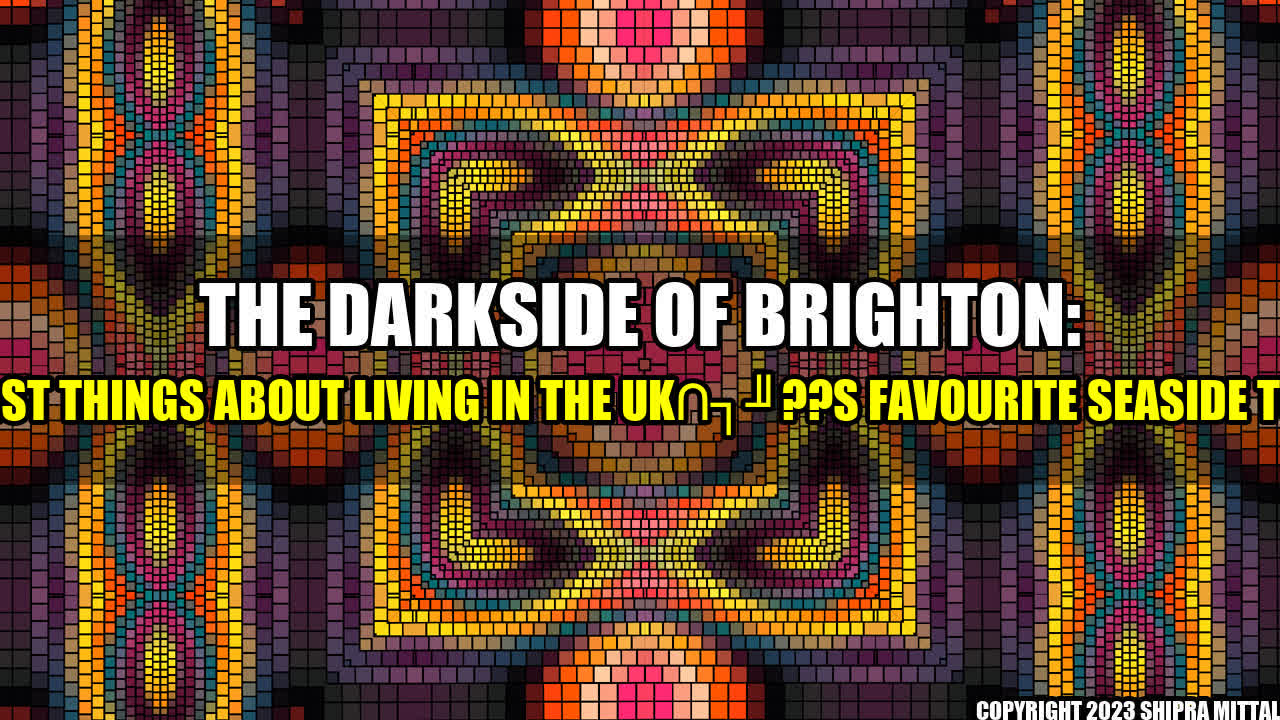 THE DARKSIDE OF BRIGHTON:
ST THINGS ABOUT LIVING IN THE UK∩┐╜??S FAVOURITE SEASIDE T
COPYRIGHT 2023 SHIPRA MITTAL